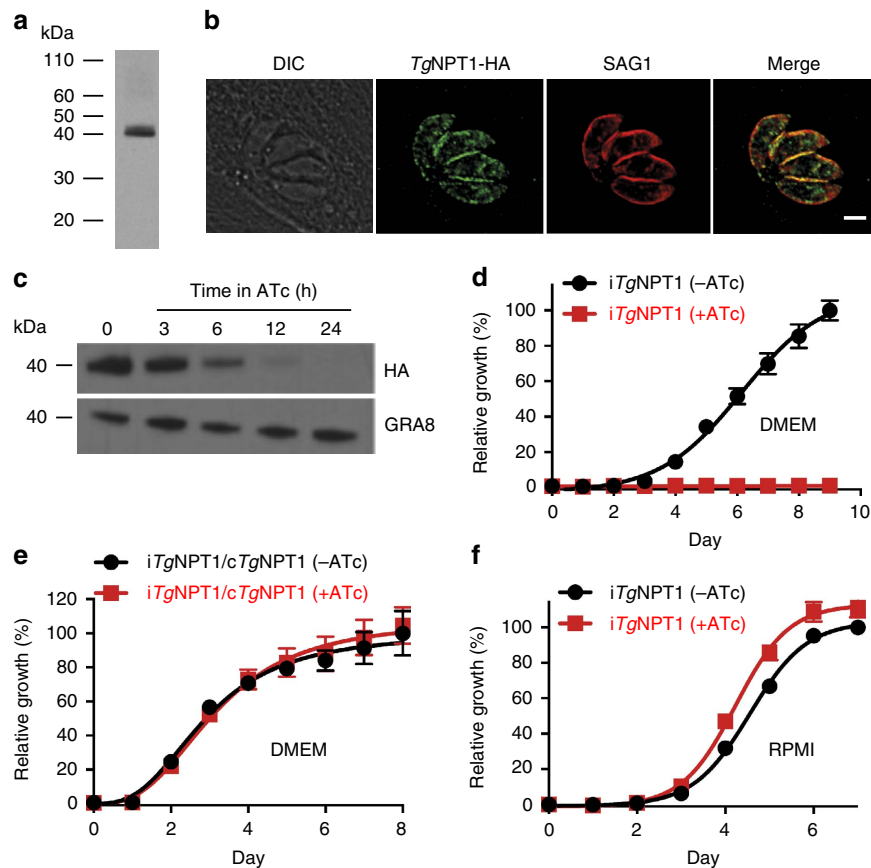 a
kDa
110
60
50
40
30
20
b
DIC
TgNPT1-HA
SAG1
Merge
c
Time in ATc (h)
kDa
0 3 6 12 24
40
HA
40
GRA8
d
iTgNPT1 (–ATc)
iTgNPT1 (+ATc)
Relative growth (%)
100
80
60
40
20
0
DMEM
0 2 4 6 8 10
Day
e
iTgNPT1/cTgNPT1 (–ATc)
iTgNPT1/cTgNPT1 (+ATc)
Relative growth (%)
120
100
80
60
40
20
0
DMEM
0 2 4 6 8
Day
f
iTgNPT1 (–ATc)
iTgNPT1 (+ATc)
Relative growth (%)
100
80
60
40
20
0
RPMI
0 2 4 6
Day